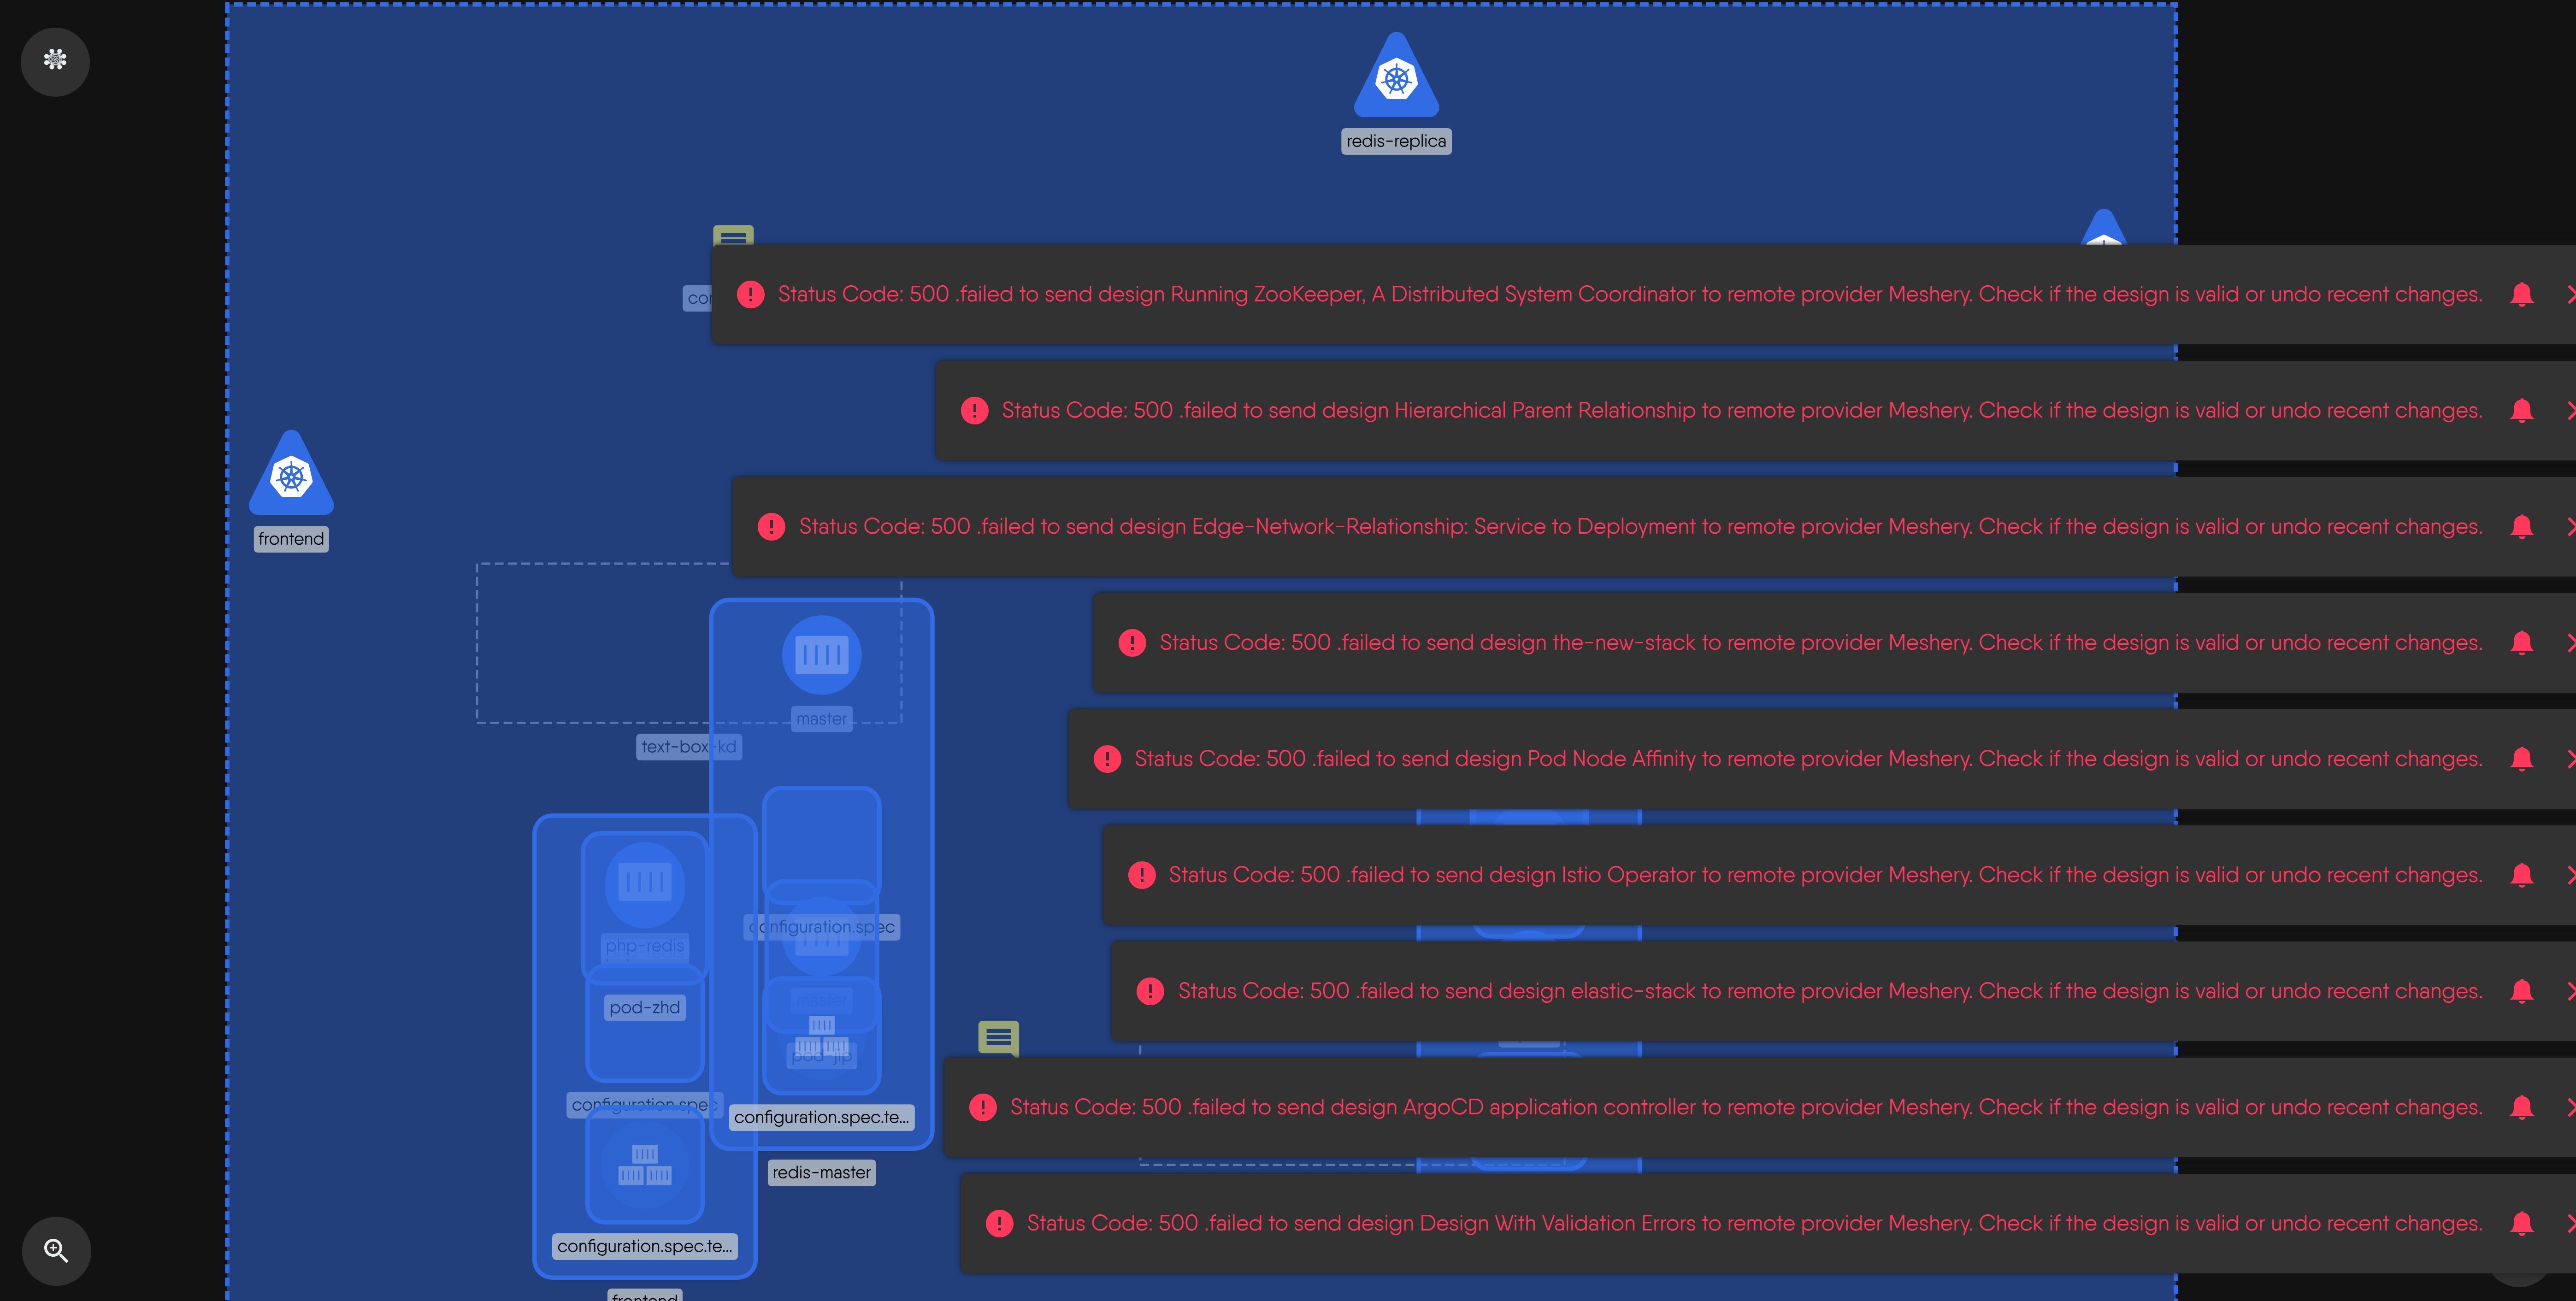 redis-replica
Status Code: 500 .failed to send design Running ZooKeeper, A Distributed System Coordinator to remote provider Meshery. Check if the design is valid or undo recent changes.
Status Code: 500 .failed to send design Hierarchical Parent Relationship to remote provider Meshery. Check if the design is valid or undo recent changes.
Status Code: 500 .failed to send design Edge-Network-Relationship: Service to Deployment to remote provider Meshery. Check if the design is valid or undo recent changes.
frontend
Status Code: 500 .failed to send design the-new-stack to remote provider Meshery. Check if the design is valid or undo recent changes.
master
text-box-kd
Status Code: 500 .failed to send design Pod Node Affinity to remote provider Meshery. Check if the design is valid or undo recent changes.
Status Code: 500 .failed to send design Istio Operator to remote provider Meshery. Check if the design is valid or undo recent changes.
configuration.spec
php-redis
Status Code: 500 .failed to send design elastic-stack to remote provider Meshery. Check if the design is valid or undo recent changes.
master
pod-zhd
configuration.spec
Status Code: 500 .failed to send design ArgoCD application controller to remote provider Meshery. Check if the design is valid or undo recent changes.
configuration.spec.te...
redis-master
Status Code: 500 .failed to send design Design With Validation Errors to remote provider Meshery. Check if the design is valid or undo recent changes.
configuration.spec.te...
frontend